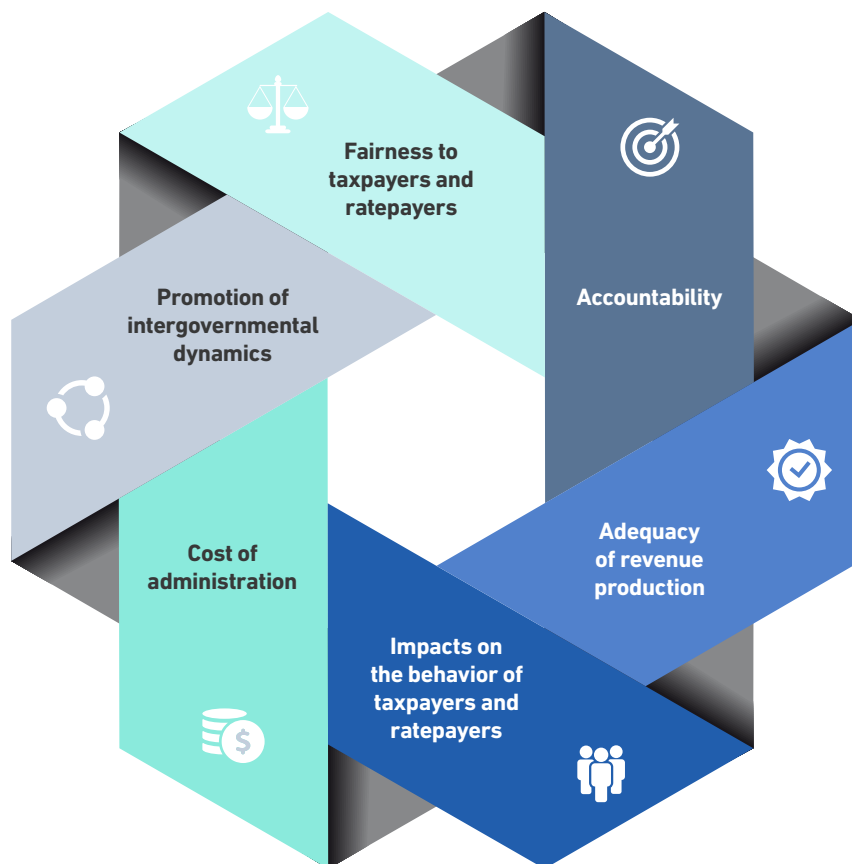 Fairness to
taxpayers and
ratepayers
Accountability
Adequacy
of revenue
production
Impacts on
the behavior of
taxpayers and
ratepayers
Cost of
administration
$
Promotion of
intergovernmental
dynamics